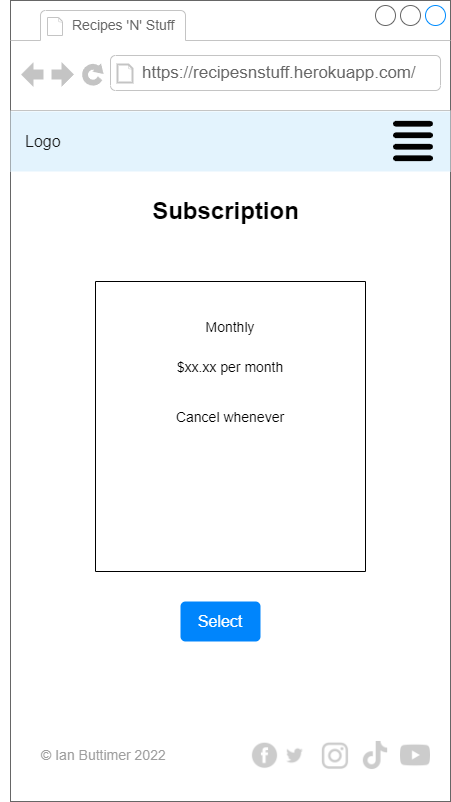 Recipes 'N' Stuff
https://recipesnstuff.herokuapp.com/
Logo
Subscription
Monthly
$xx.xx per month
Cancel whenever
Select
© Ian Buttimer 2022